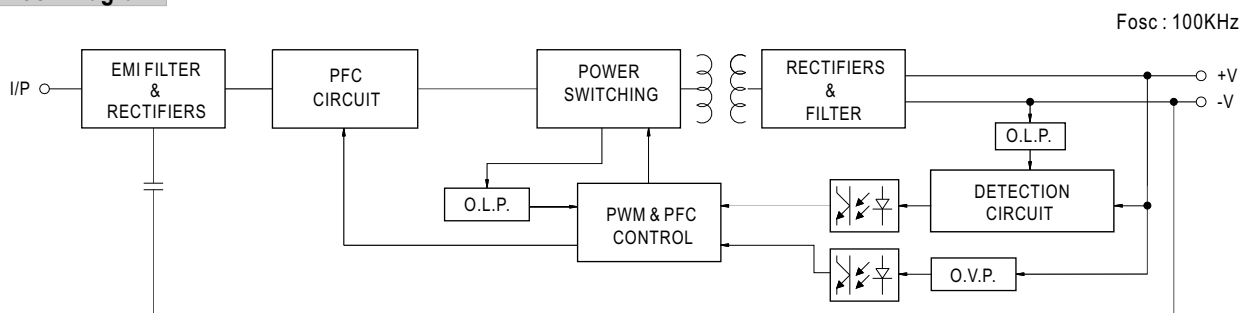 Fosc : 100KHz
I/P
EMI FILTER
&
RECTIFIERS
PFC
CIRCUIT
POWER
SWITCHING
RECTIFIERS
&
FILTER
+V
-V
O.L.P.
O.L.P.
PWM & PFC
CONTROL
DETECTION
CIRCUIT
O.V.P.